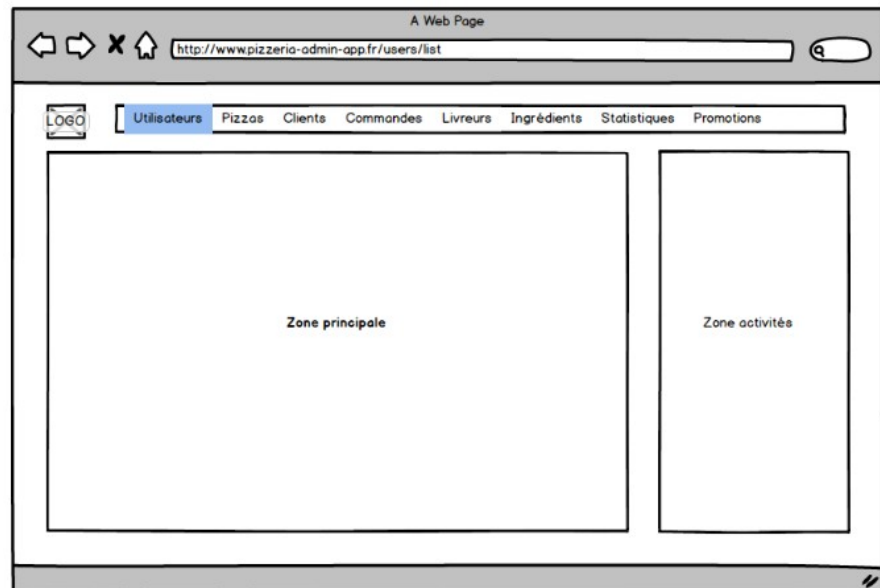 A Web Page
http://www.pizzeria-admin-app.fr/users/list
LOGO
Utilisateurs Pizzas Clients Commandes Livreurs Ingrédients Statistiques Promotions
Zone principale
Zone activités